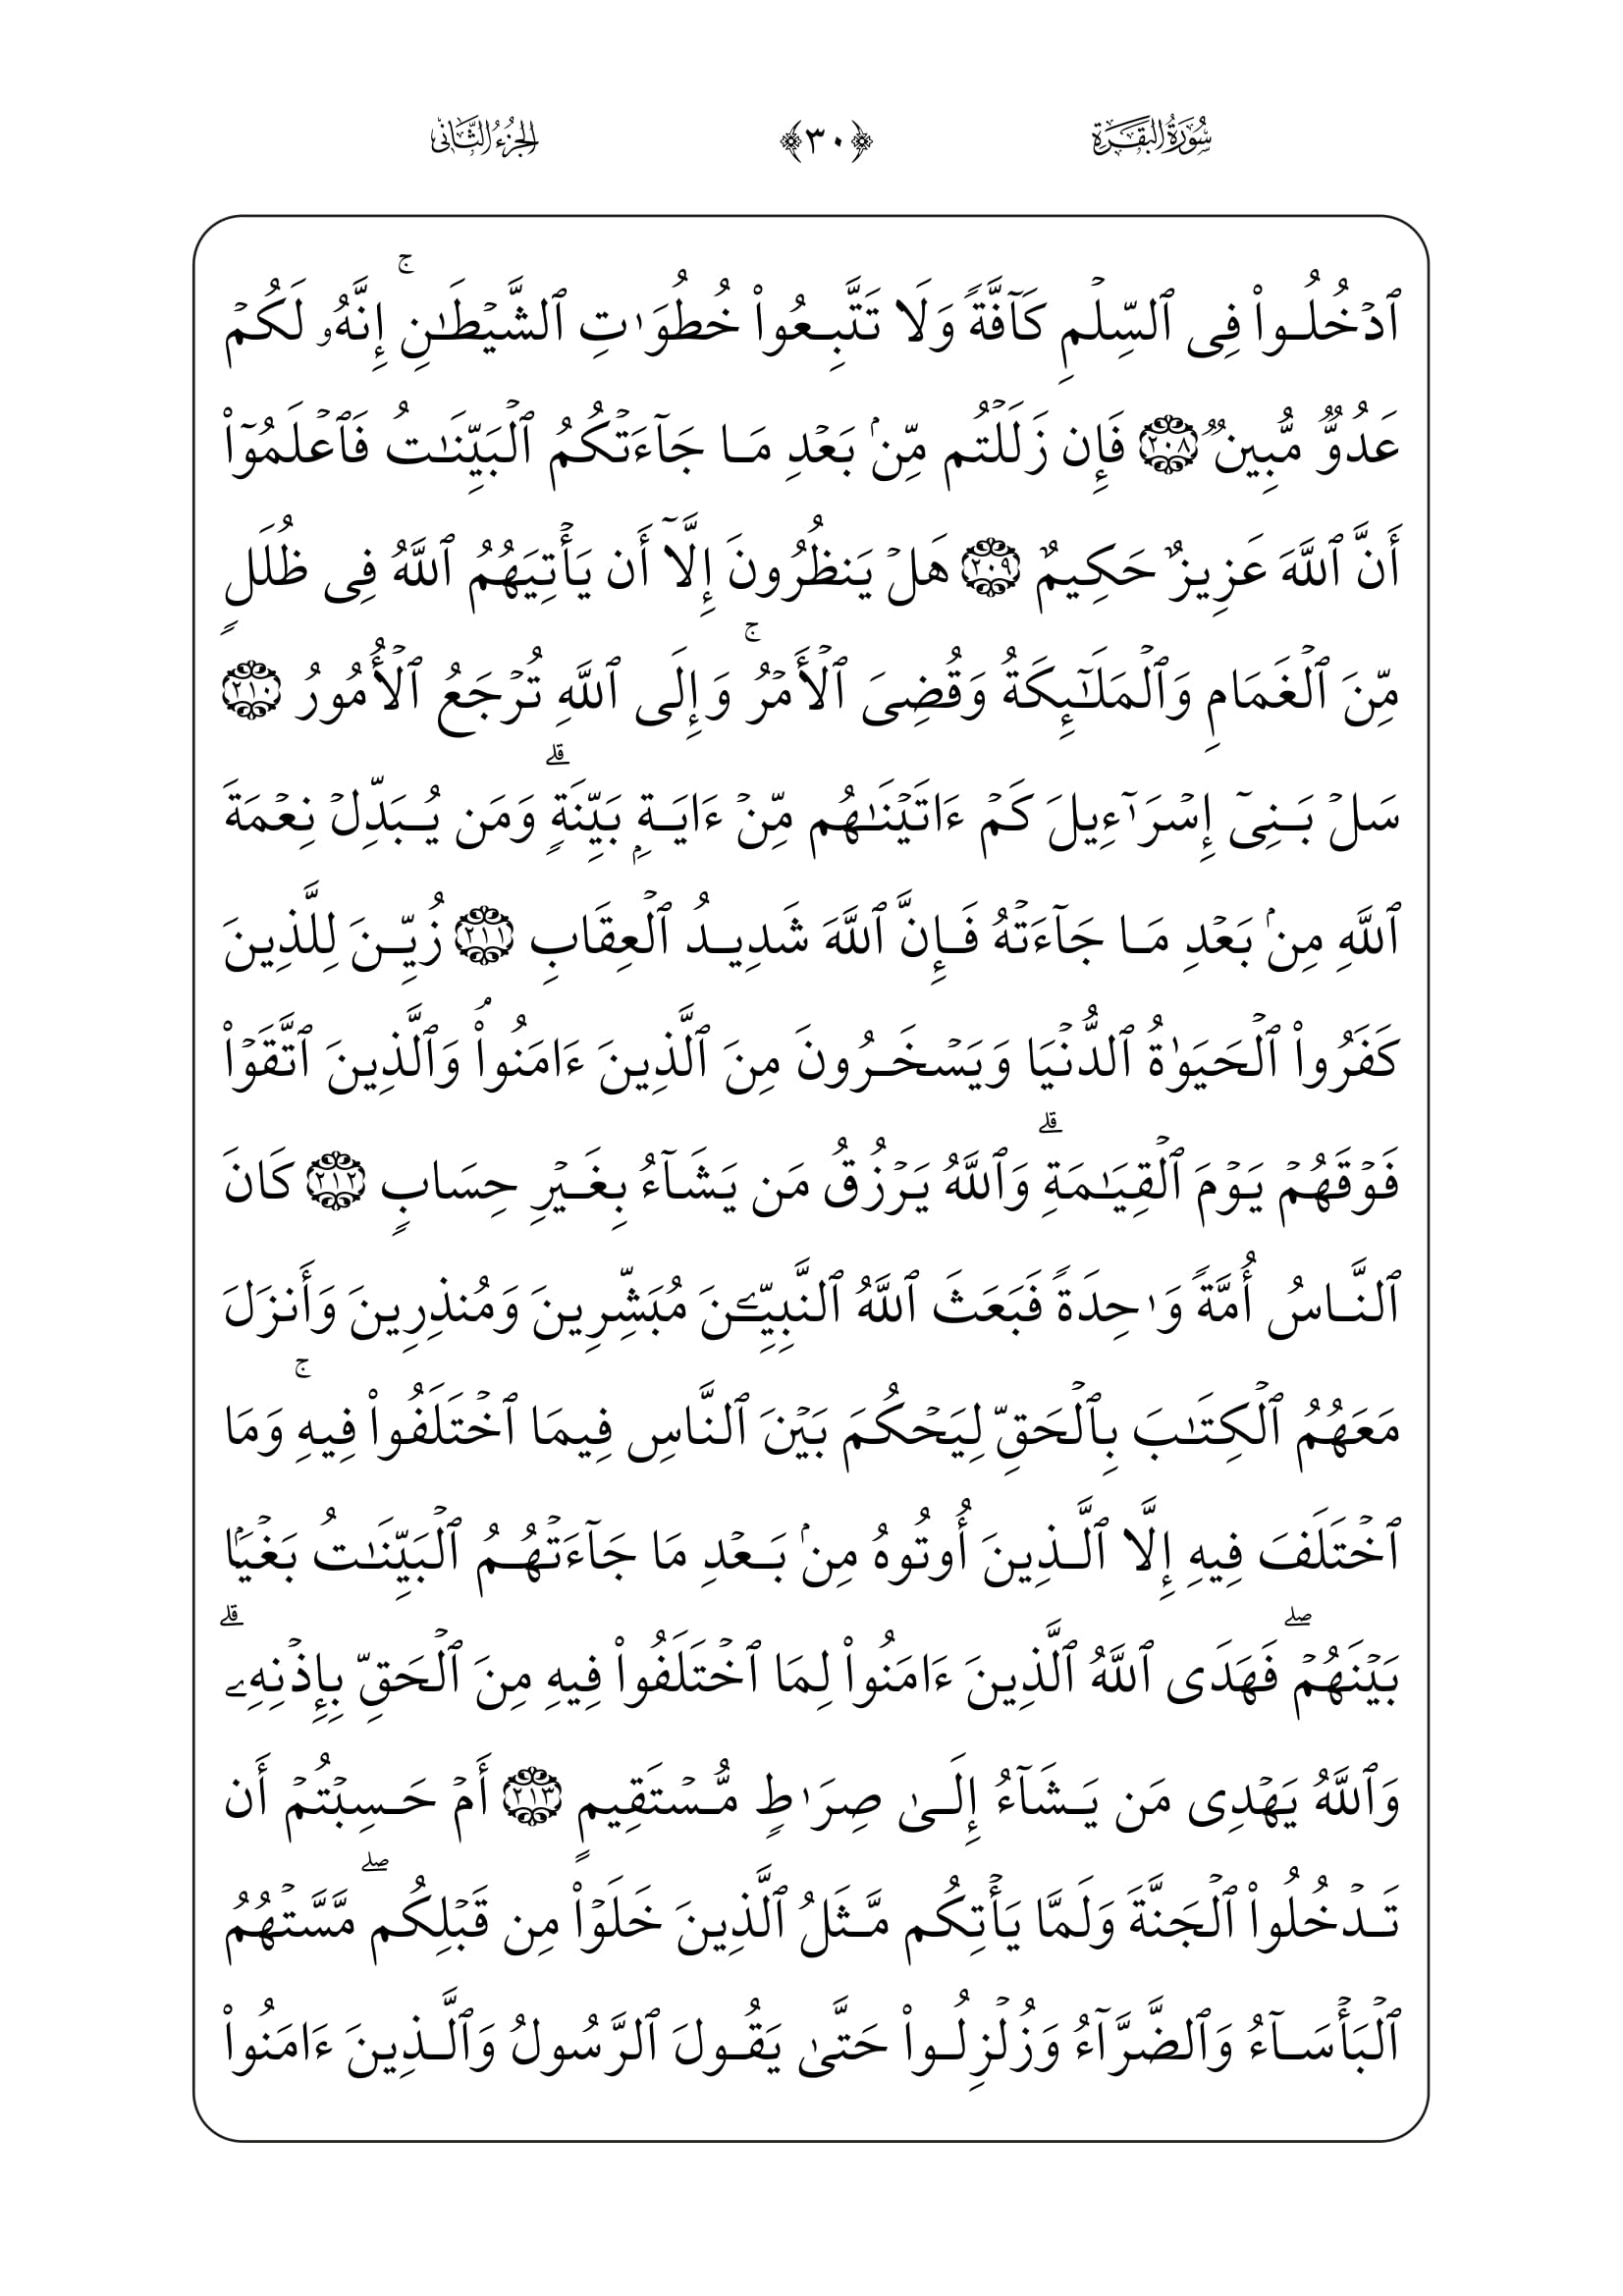 سُورَةُ البَقَرَةِ ﴿٣٠﴾ الجُزْءُ الثَّانِي
ٱدۡخُلُوا۟ فِى ٱلسِّلۡمِ كَآفَّةً وَلَا تَتَّبِعُوا۟ خُطُوَٰتِ ٱلشَّيۡطَـٰنِۚ إِنَّهُۥ لَكُمۡ
عَدُوٌّ مُّبِينٌ ﴿٢٠٨﴾ فَإِن زَلَلۡتُم مِّنۢ بَعۡدِ مَا جَآءَتۡكُمُ ٱلۡبَيِّنَـٰتُ فَٱعۡلَمُوٓا۟
أَنَّ ٱللَّهَ عَزِيزٌ حَكِيمٌ ﴿٢٠٩﴾ هَلۡ يَنظُرُونَ إِلَّآ أَن يَأۡتِيَهُمُ ٱللَّهُ فِى ظُلَلٍ
مِّنَ ٱلۡغَمَامِ وَٱلۡمَلَـٰٓئِكَةُ وَقُضِىَ ٱلۡأَمۡرُۚ وَإِلَى ٱللَّهِ تُرۡجَعُ ٱلۡأُمُورُ ﴿٢١٠﴾
سَلۡ بَنِىٓ إِسۡرَٰٓءِيلَ كَمۡ ءَاتَيۡنَـٰهُم مِّنۡ ءَايَةِۭ بَيِّنَةٍۗ وَمَن يُبَدِّلۡ نِعۡمَةَ
ٱللَّهِ مِنۢ بَعۡدِ مَا جَآءَتۡهُ فَإِنَّ ٱللَّهَ شَدِيدُ ٱلۡعِقَابِ ﴿٢١١﴾ زُيِّنَ لِلَّذِينَ
كَفَرُوا۟ ٱلۡحَيَوٰةُ ٱلدُّنۡيَا وَيَسۡخَرُونَ مِنَ ٱلَّذِينَ ءَامَنُوا۟ۘ وَٱلَّذِينَ ٱتَّقَوۡا۟
فَوۡقَهُمۡ يَوۡمَ ٱلۡقِيَـٰمَةِۗ وَٱللَّهُ يَرۡزُقُ مَن يَشَآءُ بِغَيۡرِ حِسَابٍ ﴿٢١٢﴾ كَانَ
ٱلنَّاسُ أُمَّةً وَٰحِدَةً فَبَعَثَ ٱللَّهُ ٱلنَّبِيِّـۧنَ مُبَشِّرِينَ وَمُنذِرِينَ وَأَنزَلَ
مَعَهُمُ ٱلۡكِتَـٰبَ بِٱلۡحَقِّ لِيَحۡكُمَ بَيۡنَ ٱلنَّاسِ فِيمَا ٱخۡتَلَفُوا۟ فِيهِۚ وَمَا
ٱخۡتَلَفَ فِيهِ إِلَّا ٱلَّذِينَ أُوتُوهُ مِنۢ بَعۡدِ مَا جَآءَتۡهُمُ ٱلۡبَيِّنَـٰتُ بَغۡيَۢا
بَيۡنَهُمۡۖ فَهَدَى ٱللَّهُ ٱلَّذِينَ ءَامَنُوا۟ لِمَا ٱخۡتَلَفُوا۟ فِيهِ مِنَ ٱلۡحَقِّ بِإِذۡنِهِۦۗ
وَٱللَّهُ يَهۡدِى مَن يَشَآءُ إِلَىٰ صِرَٰطٍ مُّسۡتَقِيمٍ ﴿٢١٣﴾ أَمۡ حَسِبۡتُمۡ أَن
تَدۡخُلُوا۟ ٱلۡجَنَّةَ وَلَمَّا يَأۡتِكُم مَّثَلُ ٱلَّذِينَ خَلَوۡا۟ مِن قَبۡلِكُمۖ مَّسَّتۡهُمُ
ٱلۡبَأۡسَآءُ وَٱلضَّرَّآءُ وَزُلۡزِلُوا۟ حَتَّىٰ يَقُولَ ٱلرَّسُولُ وَٱلَّذِينَ ءَامَنُوا۟